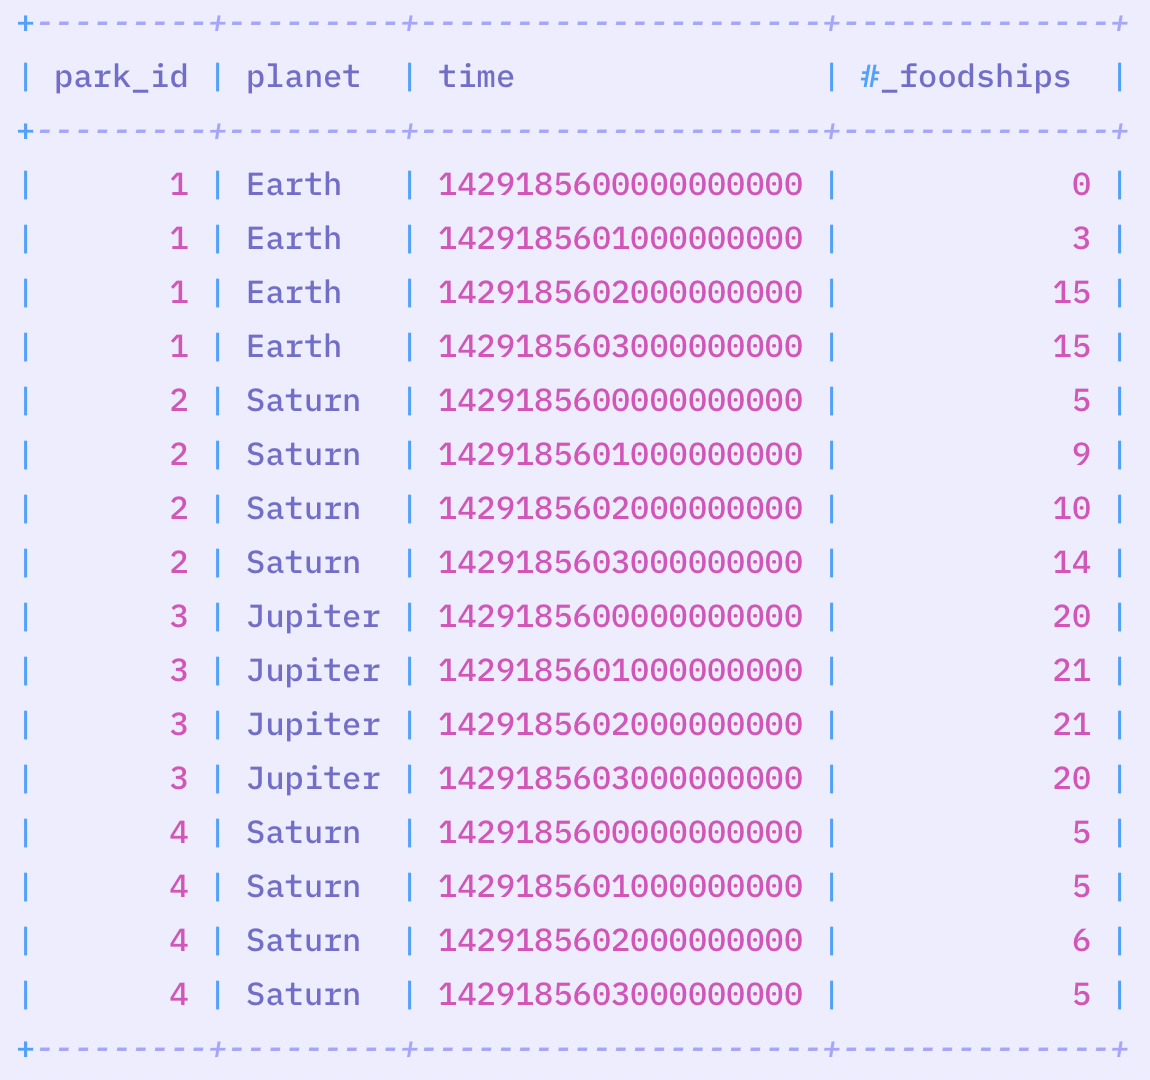 +---------+---------+---------------------+--------------+
| park_id | planet  | time                | #_foodships  |
+---------+---------+---------------------+--------------+
|       1 | Earth   | 1429185600000000000 |            0 |
|       1 | Earth   | 1429185601000000000 |            3 |
|       1 | Earth   | 1429185602000000000 |           15 |
|       1 | Earth   | 1429185603000000000 |           15 |
|       2 | Saturn  | 1429185600000000000 |            5 |
|       2 | Saturn  | 1429185601000000000 |            9 |
|       2 | Saturn  | 1429185602000000000 |           10 |
|       2 | Saturn  | 1429185603000000000 |           14 |
|       3 | Jupiter | 1429185600000000000 |           20 |
|       3 | Jupiter | 1429185601000000000 |           21 |
|       3 | Jupiter | 1429185602000000000 |           21 |
|       3 | Jupiter | 1429185603000000000 |           20 |
|       4 | Saturn  | 1429185600000000000 |            5 |
|       4 | Saturn  | 1429185601000000000 |            5 |
|       4 | Saturn  | 1429185602000000000 |            6 |
|       4 | Saturn  | 1429185603000000000 |            5 |
+---------+---------+---------------------+--------------+